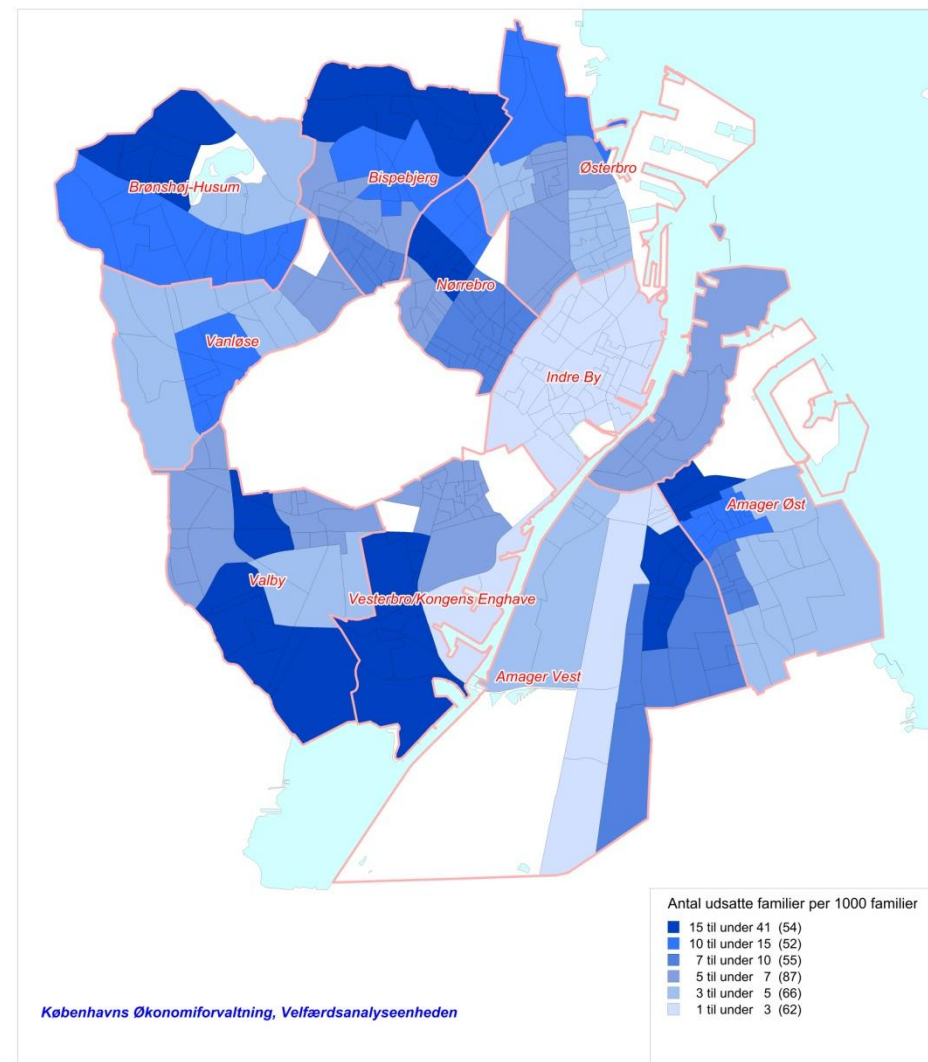 Østerbro
Bispebjerg
Brønshøj-Husum
Nørrebro
Vanløse
Indre By
Amager Øst
Valby
Vesterbro/Kongens Enghave
Amager Vest
Antal udsatte familier per 1000 familier
15 til under 41 (54)
10 til under 15 (52)
7 til under 10 (55)
5 til under 7 (87)
3 til under 5 (66)
1 til under 3 (62)
Københavns Økonomiforvaltning, Velfærdsanalyseenheden